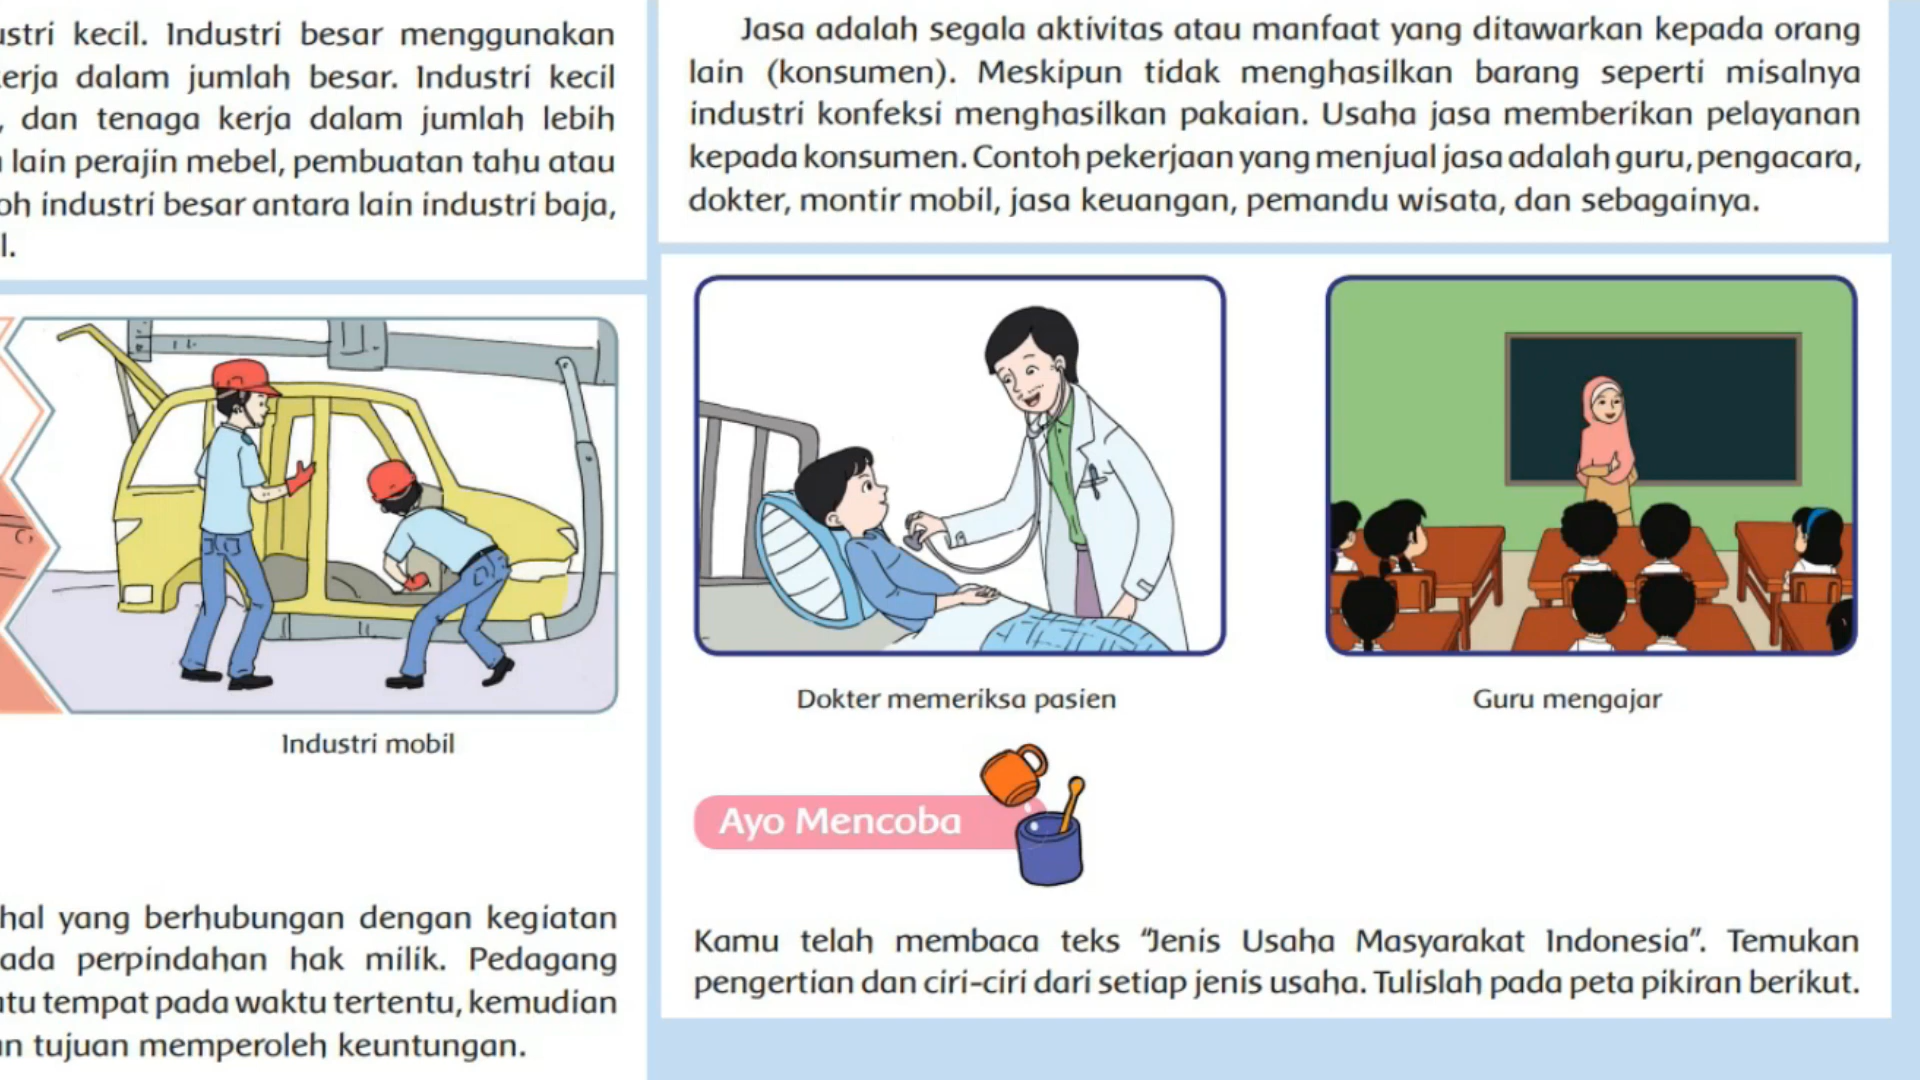 industri kecil. Industri besar menggunakan
kerja dalam jumlah besar. Industri kecil
, dan tenaga kerja dalam jumlah lebih
lain perajin mebel, pembuatan tahu atau
industri besar antara lain industri baja,
l.
Industri mobil
hal yang berhubungan dengan kegiatan
ada perpindahan hak milik. Pedagang
tempat pada waktu tertentu, kemudian
tujuan memperoleh keuntungan.
Jasa adalah segala aktivitas atau manfaat yang ditawarkan kepada orang
lain (konsumen). Meskipun tidak menghasilkan barang seperti misalnya
industri konfeksi menghasilkan pakaian. Usaha jasa memberikan pelayanan
kepada konsumen. Contoh pekerjaan yang menjual jasa adalah guru, pengacara,
dokter, montir mobil, jasa keuangan, pemandu wisata, dan sebagainya.
Dokter memeriksa pasien
Guru mengajar
Ayo Mencoba
Kamu telah membaca teks “Jenis Usaha Masyarakat Indonesia”. Temukan
pengertian dan ciri-ciri dari setiap jenis usaha. Tulislah pada peta pikiran berikut.